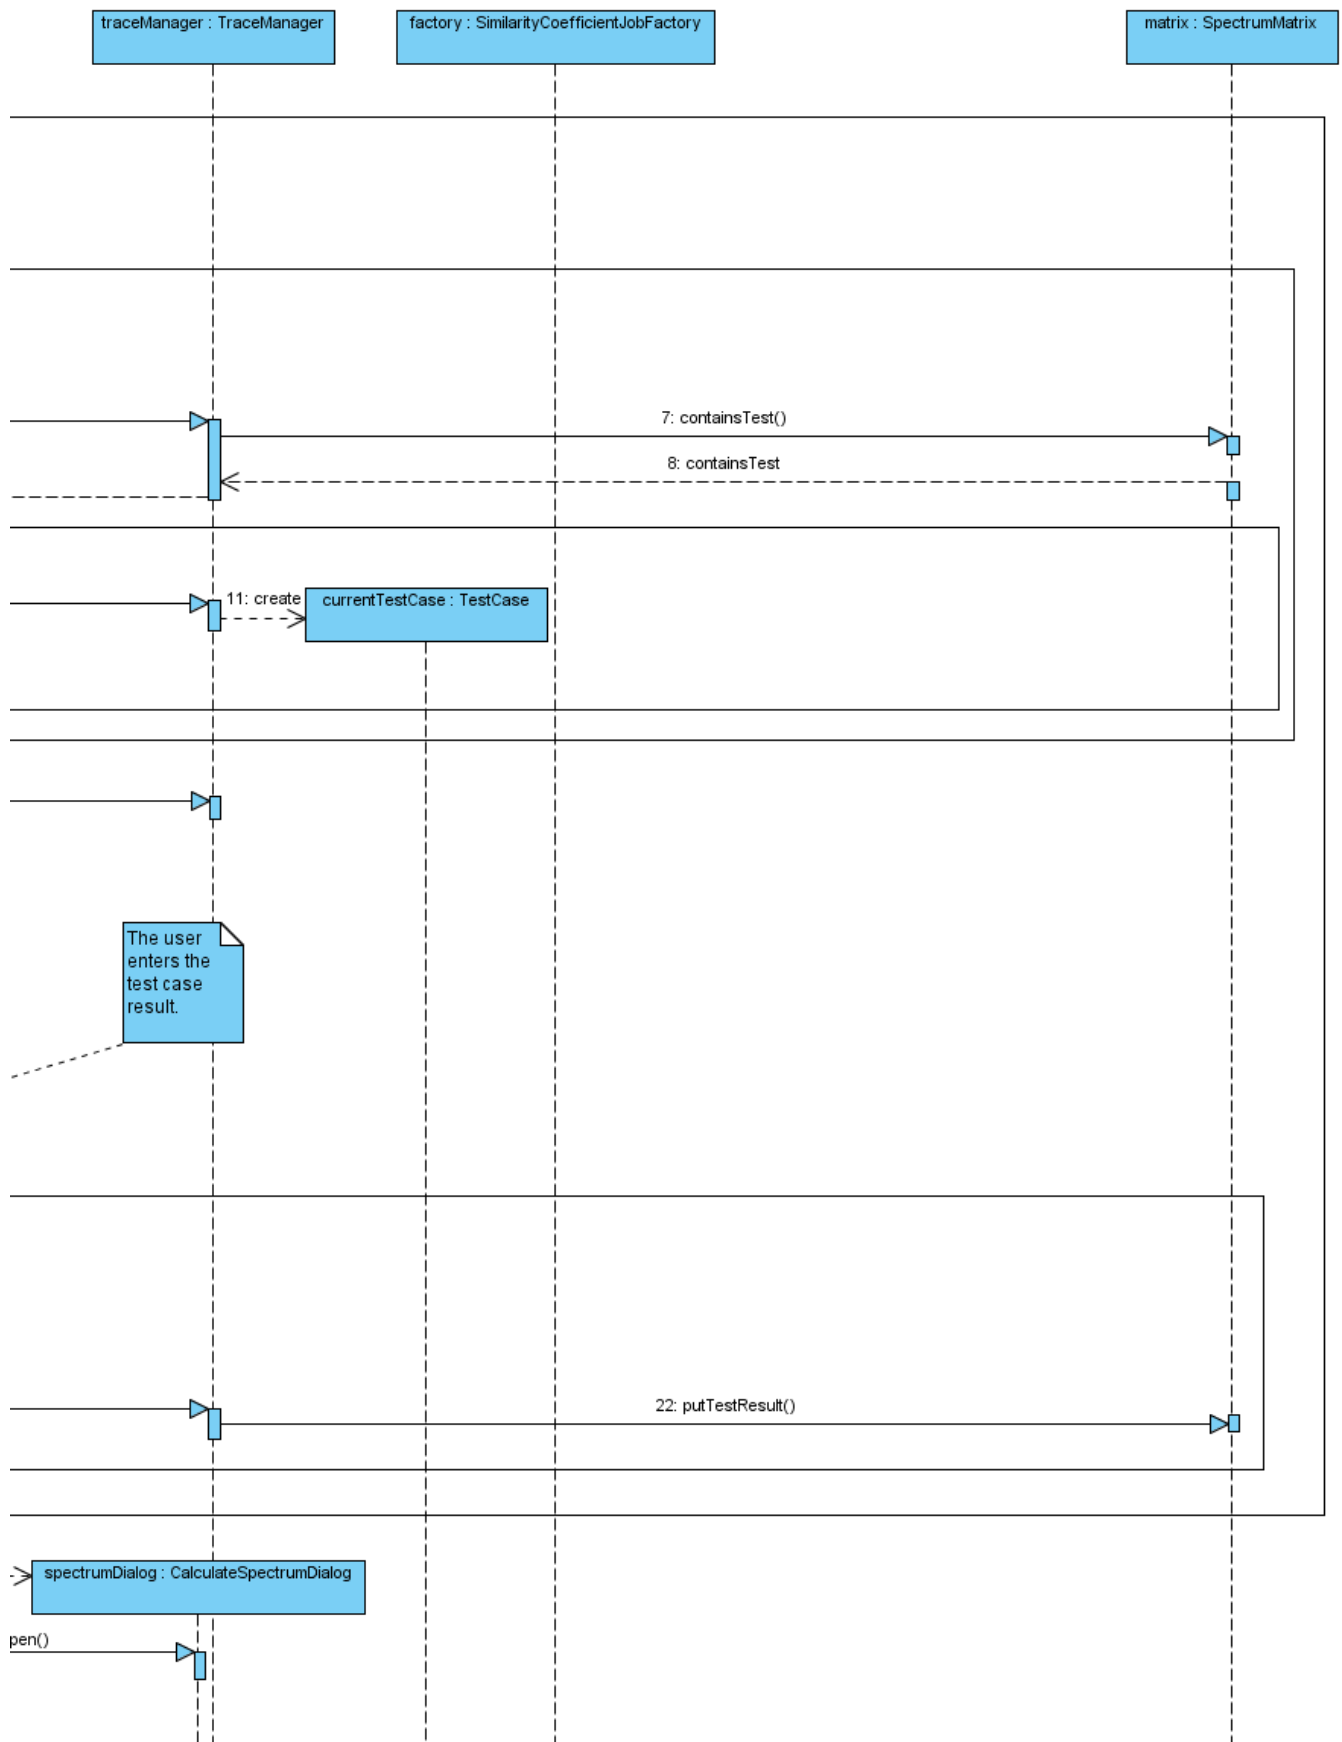 traceManager : TraceManager
factory : SimilarityCoefficientJobFactory
matrix : SpectrumMatrix
7: containsTest()
8: containsTest
11: create
currentTestCase : TestCase
The user
enters the
test case
result.
22: putTestResult()
spectrumDialog : CalculateSpectrumDialog
pen()